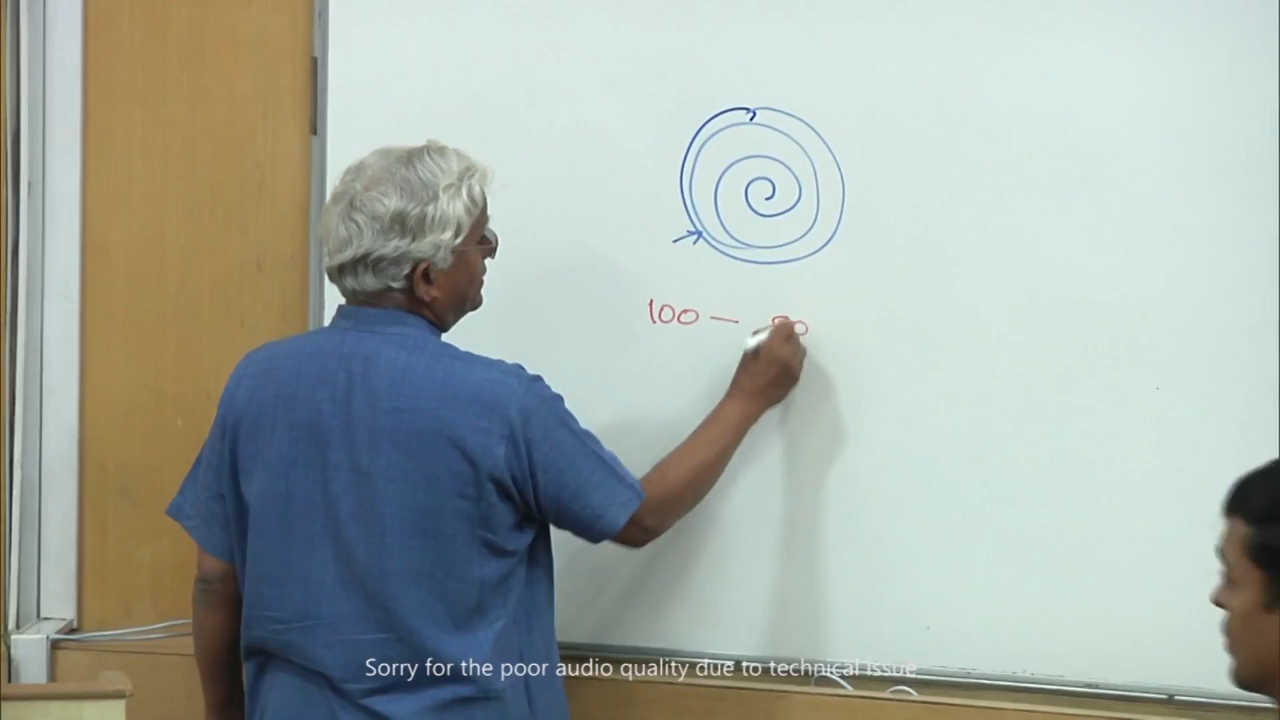 100 —
Sorry for the poor audio quality due to technical issue